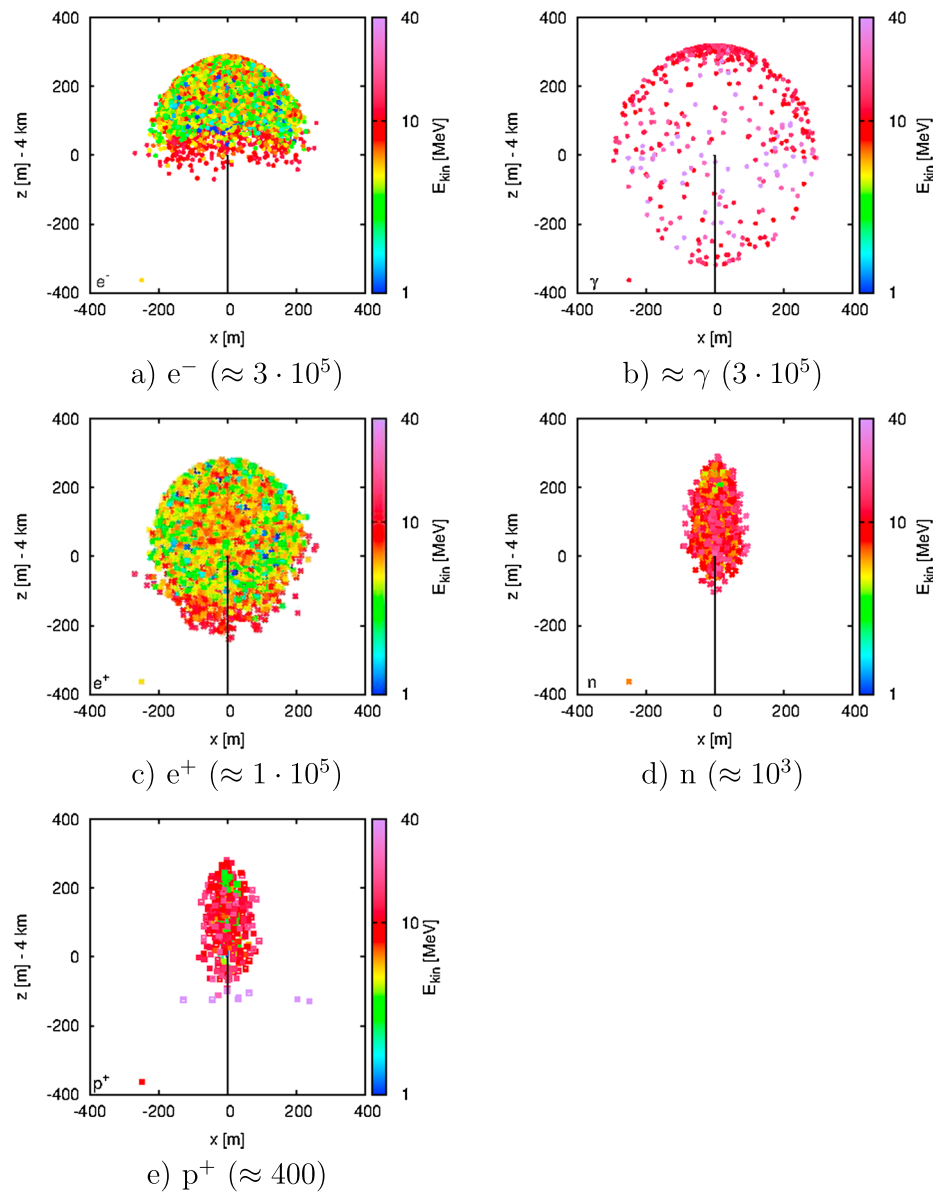 400
200
0
-200
-400
z [m] - 4 km
-400 -200 0 200 400
x [m]
40
10
1
E_kin [MeV]
e⁻
a) e⁻ (≈ 3 · 10⁵)
400
200
0
-200
-400
z [m] - 4 km
-400 -200 0 200 400
x [m]
40
10
1
E_kin [MeV]
γ
b) ≈ γ (3 · 10⁵)
400
200
0
-200
-400
z [m] - 4 km
-400 -200 0 200 400
x [m]
40
10
1
E_kin [MeV]
e⁺
c) e⁺ (≈ 1 · 10⁵)
400
200
0
-200
-400
z [m] - 4 km
-400 -200 0 200 400
x [m]
40
10
1
E_kin [MeV]
n
d) n (≈ 10³)
400
200
0
-200
-400
z [m] - 4 km
-400 -200 0 200 400
x [m]
40
10
1
E_kin [MeV]
p⁺
e) p⁺ (≈ 400)